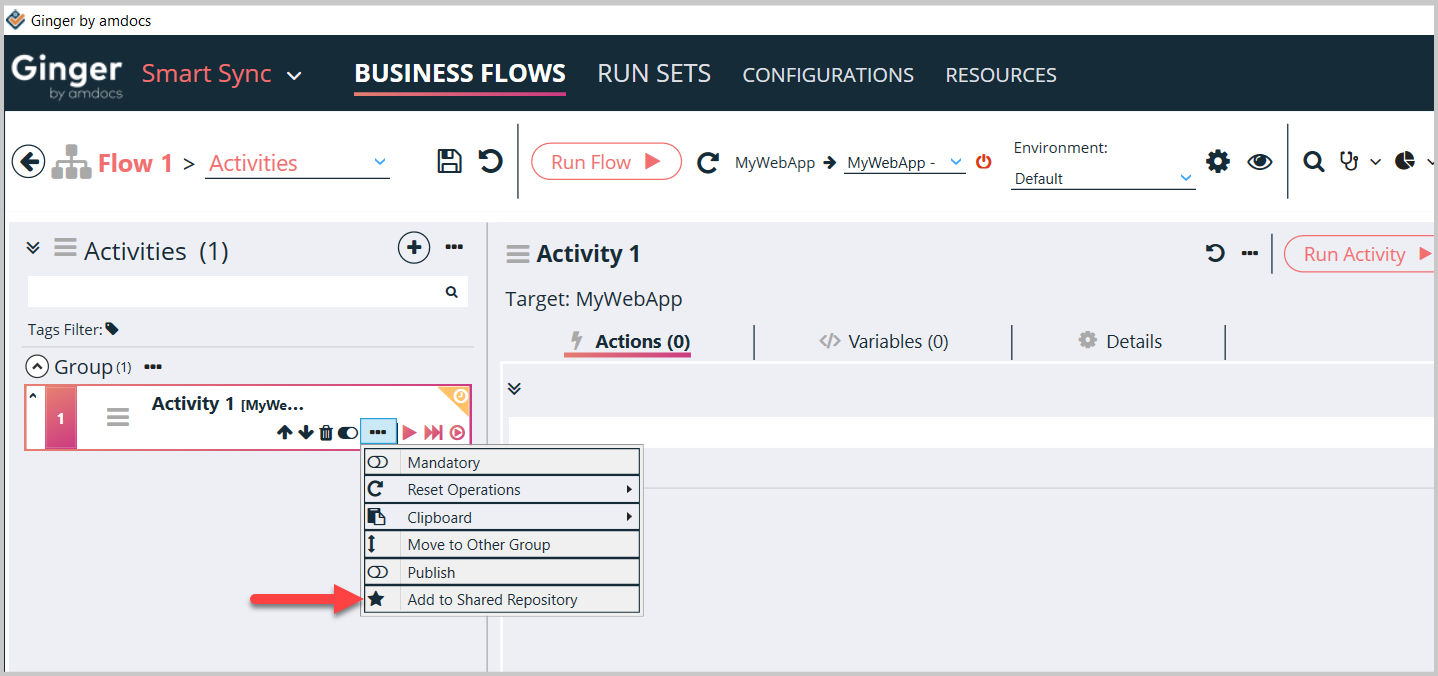 Ginger by amdocs
Ginger by amdocs Smart Sync BUSINESS FLOWS RUN SETS CONFIGURATIONS RESOURCES
Flow 1 > Activities Run Flow MyWebApp MyWebApp - Environment: Default
Activities (1)
Tags Filter:
Group (1)
1 Activity 1 [MyWe...
Mandatory
Reset Operations
Clipboard
Move to Other Group
Publish
Add to Shared Repository
Activity 1 Run Activity
Target: MyWebApp
Actions (0) Variables (0) Details